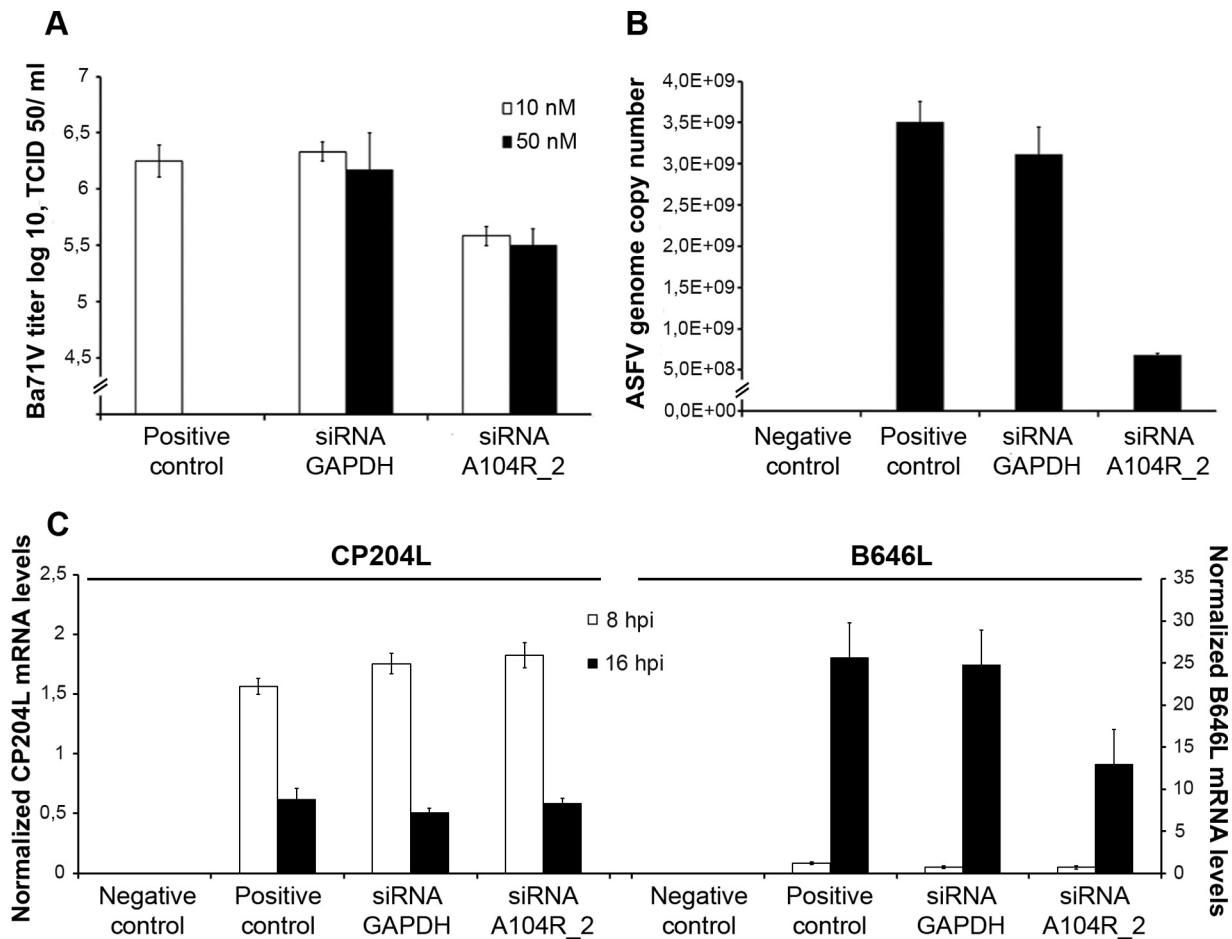 A
Ba71V titer log 10, TCID 50/ ml
7
6,5
6
5,5
5
4,5
10 nM
50 nM
Positive
control
siRNA
GAPDH
siRNA
A104R_2
B
ASFV genome copy number
4,0E+09
3,5E+09
3,0E+09
2,5E+09
2,0E+09
1,5E+09
1,0E+09
5,0E+08
0,0E+00
Negative
control
Positive
control
siRNA
GAPDH
siRNA
A104R_2
C
Normalized CP204L mRNA levels
2,5
2
1,5
1
0,5
0
CP204L
B646L
8 hpi
16 hpi
Negative
control
Positive
control
siRNA
GAPDH
siRNA
A104R_2
Negative
control
Positive
control
siRNA
GAPDH
siRNA
A104R_2
35
30
25
20
15
10
5
0
Normalized B646L mRNA levels